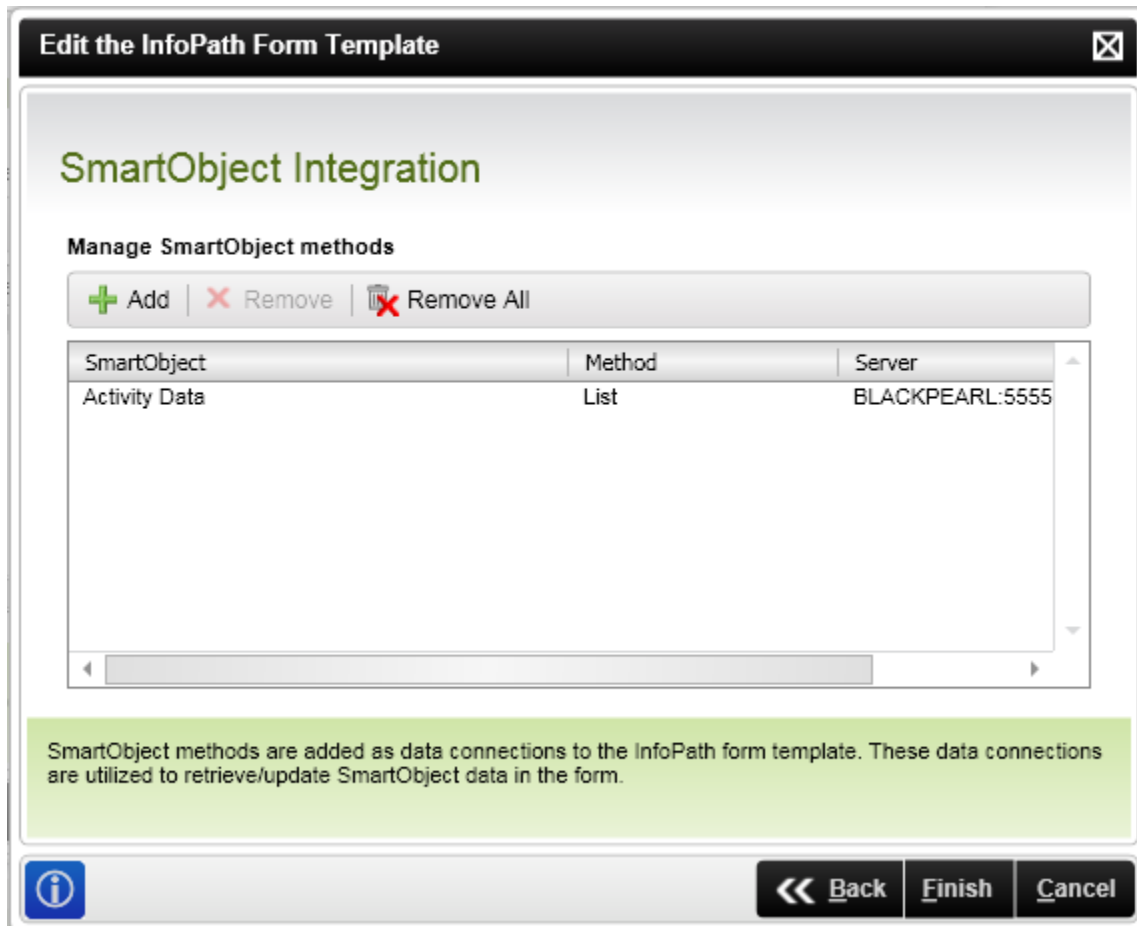 Edit the InfoPath Form Template
SmartObject Integration
Manage SmartObject methods
Add Remove Remove All
SmartObject Method Server
Activity Data List BLACKPEARL:5555
SmartObject methods are added as data connections to the InfoPath form template. These data connections
are utilized to retrieve/update SmartObject data in the form.
Back Finish Cancel